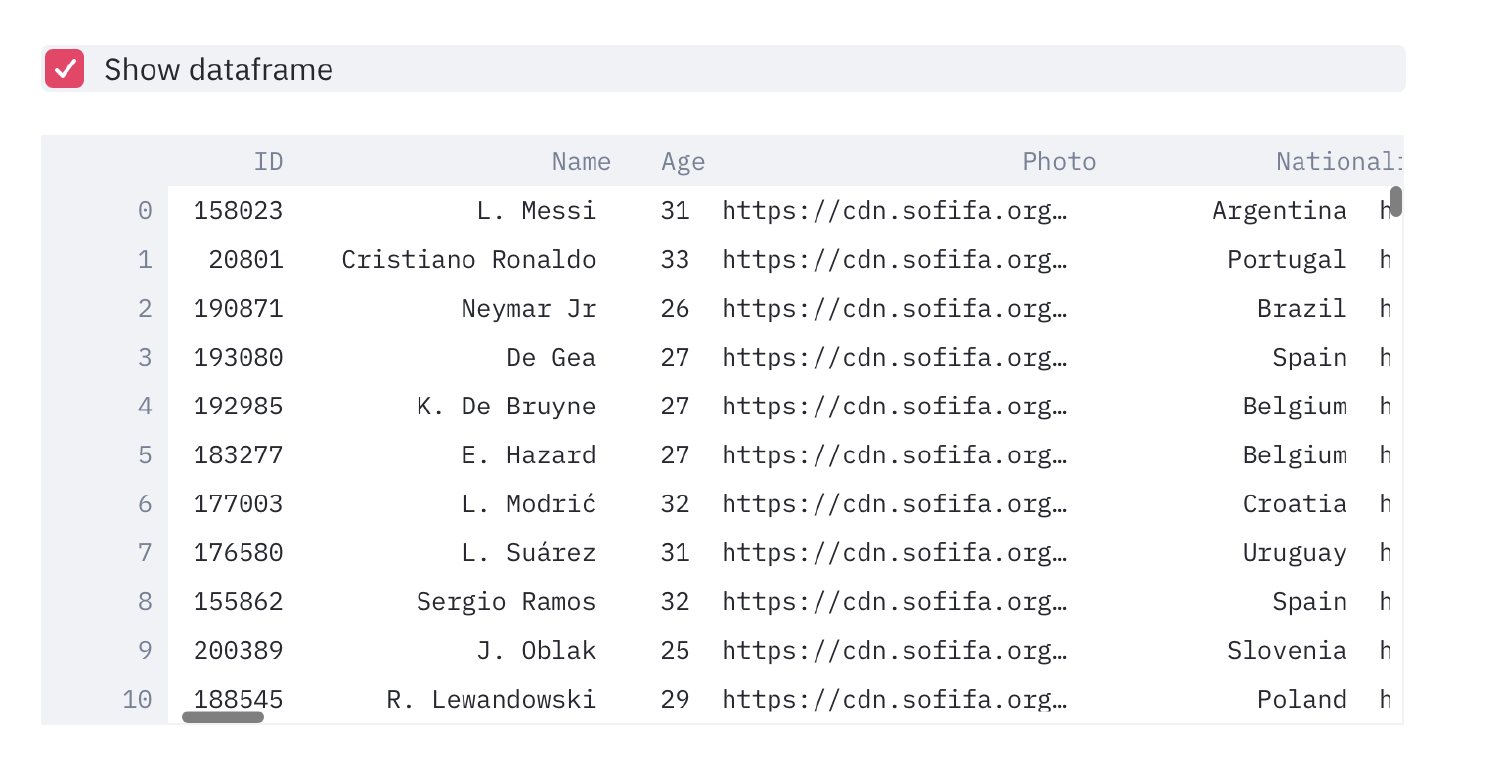 Show dataframe
ID Name Age Photo Nationali
0 158023 L. Messi 31 https://cdn.sofifa.org… Argentina h
1 20801 Cristiano Ronaldo 33 https://cdn.sofifa.org… Portugal h
2 190871 Neymar Jr 26 https://cdn.sofifa.org… Brazil h
3 193080 De Gea 27 https://cdn.sofifa.org… Spain h
4 192985 K. De Bruyne 27 https://cdn.sofifa.org… Belgium h
5 183277 E. Hazard 27 https://cdn.sofifa.org… Belgium h
6 177003 L. Modrić 32 https://cdn.sofifa.org… Croatia h
7 176580 L. Suárez 31 https://cdn.sofifa.org… Uruguay h
8 155862 Sergio Ramos 32 https://cdn.sofifa.org… Spain h
9 200389 J. Oblak 25 https://cdn.sofifa.org… Slovenia h
10 188545 R. Lewandowski 29 https://cdn.sofifa.org… Poland h